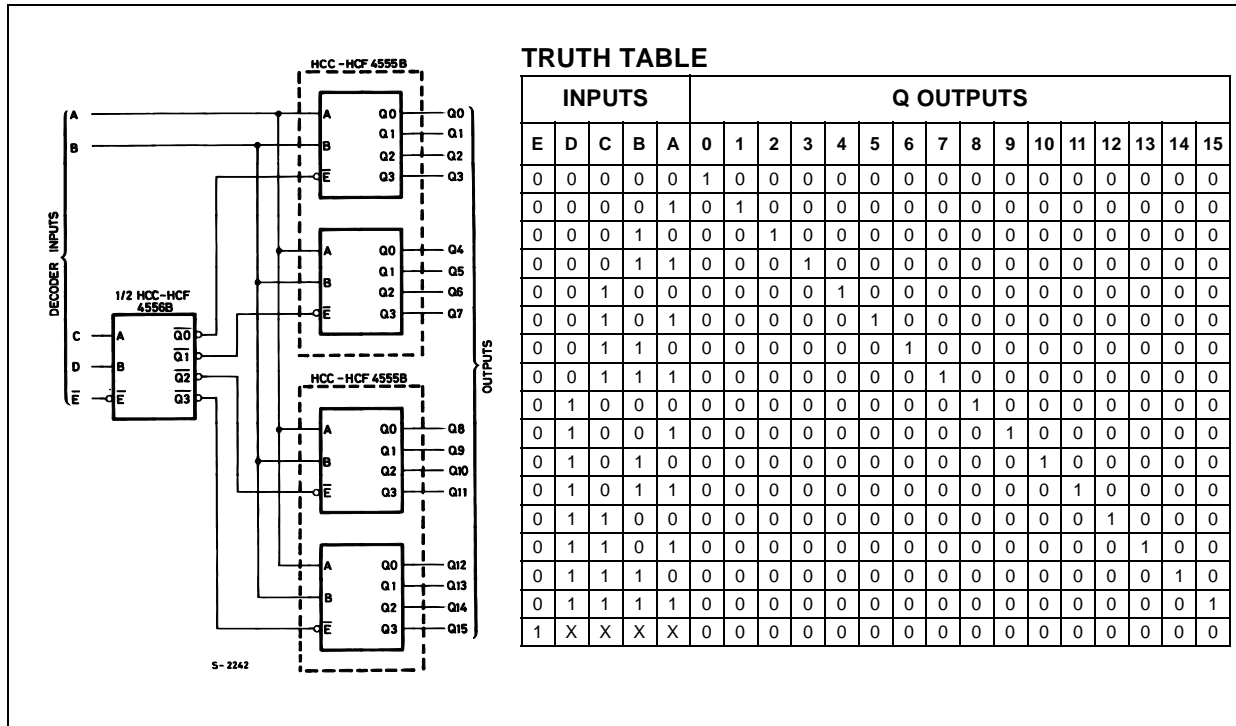 HCC-HCF 4555B
A
B
DECODER INPUTS
A Q0 Q0
Q1 Q1
B Q2 Q2
E̅ Q3 Q3
A Q0 Q4
Q1 Q5
B Q2 Q6
E̅ Q3 Q7
1/2 HCC-HCF
4556B
C A Q̅0̅
Q̅1̅
D B Q̅2̅
E̅ E̅ Q̅3̅
OUTPUTS
HCC-HCF 4555B
A Q0 Q8
Q1 Q9
B Q2 Q10
E̅ Q3 Q11
A Q0 Q12
Q1 Q13
B Q2 Q14
E̅ Q3 Q15
S-2242
TRUTH TABLE
INPUTS Q OUTPUTS
E D C B A 0 1 2 3 4 5 6 7 8 9 10 11 12 13 14 15
0 0 0 0 0 1 0 0 0 0 0 0 0 0 0 0 0 0 0 0 0
0 0 0 0 1 0 1 0 0 0 0 0 0 0 0 0 0 0 0 0 0
0 0 0 1 0 0 0 1 0 0 0 0 0 0 0 0 0 0 0 0 0
0 0 0 1 1 0 0 0 1 0 0 0 0 0 0 0 0 0 0 0 0
0 0 1 0 0 0 0 0 0 1 0 0 0 0 0 0 0 0 0 0 0
0 0 1 0 1 0 0 0 0 0 1 0 0 0 0 0 0 0 0 0 0
0 0 1 1 0 0 0 0 0 0 0 1 0 0 0 0 0 0 0 0 0
0 0 1 1 1 0 0 0 0 0 0 0 1 0 0 0 0 0 0 0 0
0 1 0 0 0 0 0 0 0 0 0 0 0 1 0 0 0 0 0 0 0
0 1 0 0 1 0 0 0 0 0 0 0 0 0 1 0 0 0 0 0 0
0 1 0 1 0 0 0 0 0 0 0 0 0 0 0 1 0 0 0 0 0
0 1 0 1 1 0 0 0 0 0 0 0 0 0 0 0 1 0 0 0 0
0 1 1 0 0 0 0 0 0 0 0 0 0 0 0 0 0 1 0 0 0
0 1 1 0 1 0 0 0 0 0 0 0 0 0 0 0 0 0 1 0 0
0 1 1 1 0 0 0 0 0 0 0 0 0 0 0 0 0 0 0 1 0
0 1 1 1 1 0 0 0 0 0 0 0 0 0 0 0 0 0 0 0 1
1 X X X X 0 0 0 0 0 0 0 0 0 0 0 0 0 0 0 0